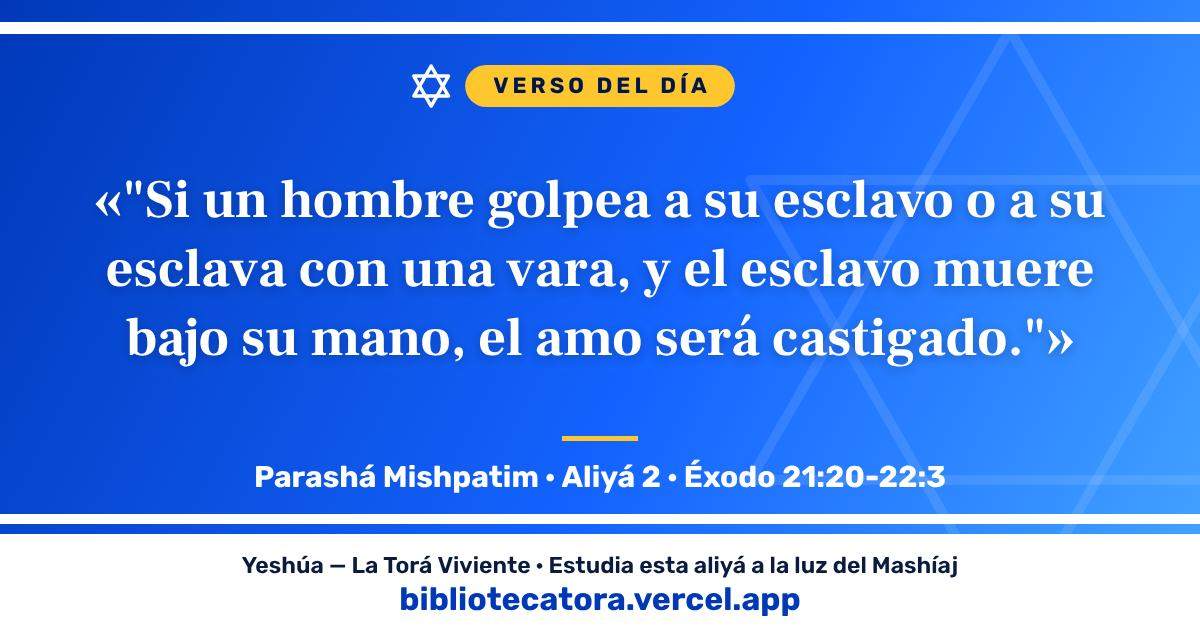 VERSO DEL DÍA
«"Si un hombre golpea a su esclavo o a su
esclava con una vara, y el esclavo muere
bajo su mano, el amo será castigado."»
Parashá Mishpatim • Aliyá 2 • Éxodo 21:20-22:3
Yeshúa — La Torá Viviente • Estudia esta aliyá a la luz del Mashíaj
bibliotecatora.vercel.app